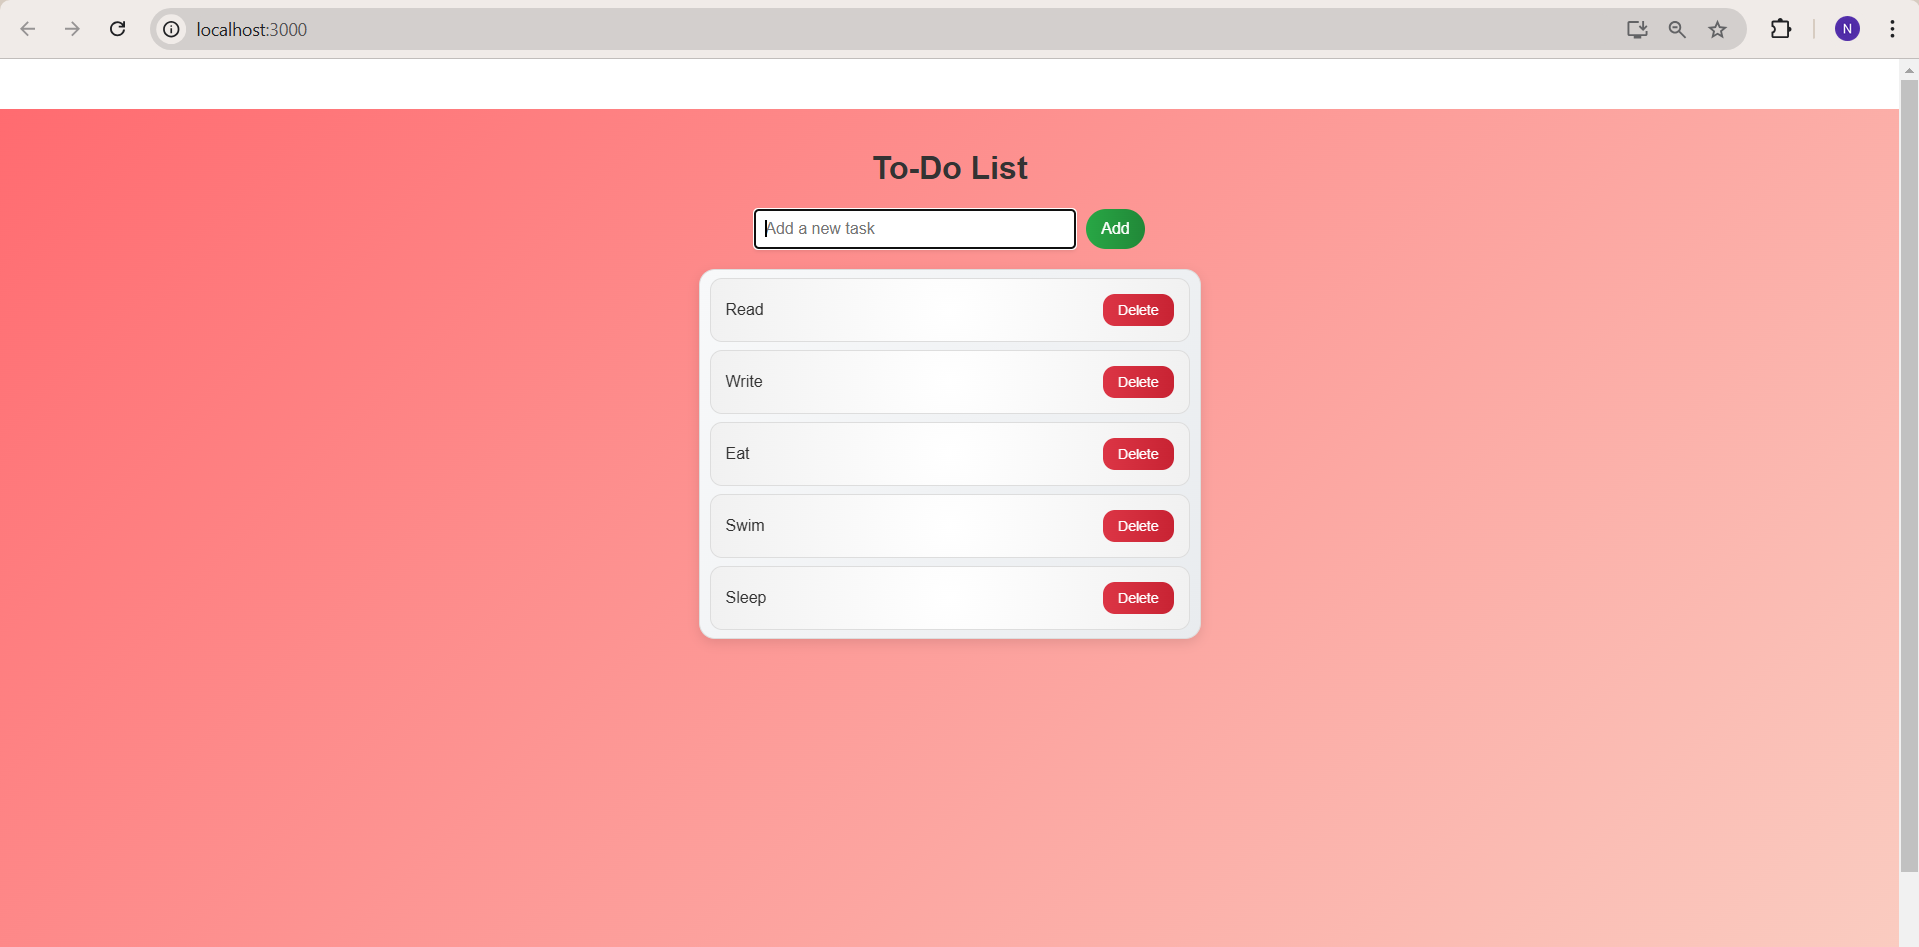 localhost:3000
N
To-Do List
Add a new task Add
Read Delete
Write Delete
Eat Delete
Swim Delete
Sleep Delete